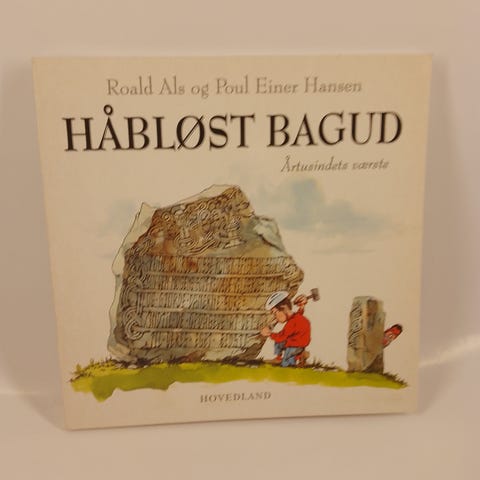 Roald Als og Poul Einer Hansen
HÅBLØST BAGUD
Årtusindets værste
HOVEDLAND